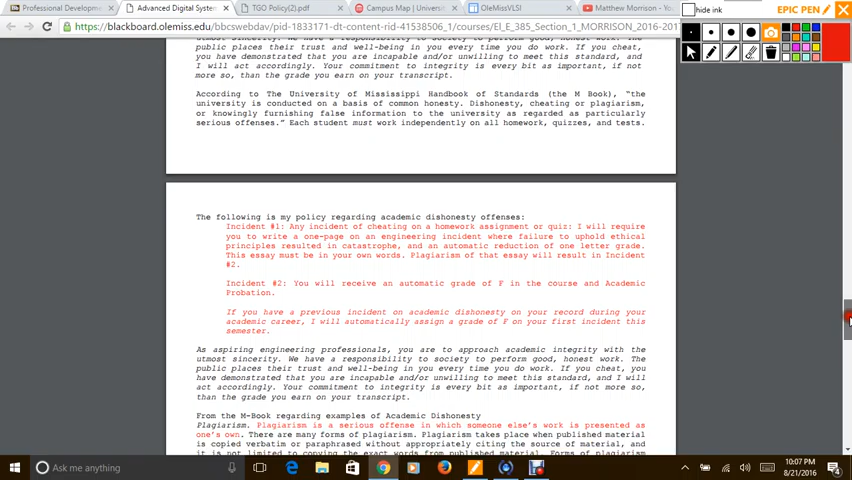 Professional Developme
Advanced Digital System
TGO Policy(2).pdf
Campus Map | Universi
OleMissVLSI
Matthew Morrison - You
hide ink
EPIC PEN
https://blackboard.olemiss.edu/bbcswebdav/pid-1833171-dt-content-rid-41538506_1/courses/El_E_385_Section_1_MORRISON_2016-2017
public places their trust and well-being in you every time you do work. If you cheat,
you have demonstrated that you are incapable and/or unwilling to meet this standard, and
I will act accordingly. Your commitment to integrity is every bit as important, if not
more so, than the grade you earn on your transcript.
According to The University of Mississippi Handbook of Standards (the M Book), “the
university is conducted on a basis of common honesty. Dishonesty, cheating or plagiarism,
or knowingly furnishing false information to the university as regarded as particularly
serious offenses.” Each student must work independently on all homework, quizzes, and tests.
The following is my policy regarding academic dishonesty offenses:
Incident #1: Any incident of cheating on a homework assignment or quiz: I will require
you to write a one-page on an engineering incident where failure to uphold ethical
principles resulted in catastrophe, and an automatic reduction of one letter grade.
This essay must be in your own words. Plagiarism of that essay will result in Incident
#2.
Incident #2: You will receive an automatic grade of F in the course and Academic
Probation.
If you have a previous incident on academic dishonesty on your record during your
academic career, I will automatically assign a grade of F on your first incident this
semester.
As aspiring engineering professionals, you are to approach academic integrity with the
utmost sincerity. We have a responsibility to society to perform good, honest work. The
public places their trust and well-being in you every time you do work. If you cheat, you
have demonstrated that you are incapable and/or unwilling to meet this standard, and I will
act accordingly. Your commitment to integrity is every bit as important, if not more so,
than the grade you earn on your transcript.
From the M-Book regarding examples of Academic Dishonesty
Plagiarism. Plagiarism is a serious offense in which someone else’s work is presented as
one’s own. There are many forms of plagiarism. Plagiarism takes place when published material
is copied verbatim or paraphrased without appropriately citing the source of material, and
it is not limited to copying the exact words from a source. Forms of plagiarism
Ask me anything
10:07 PM
8/21/2016